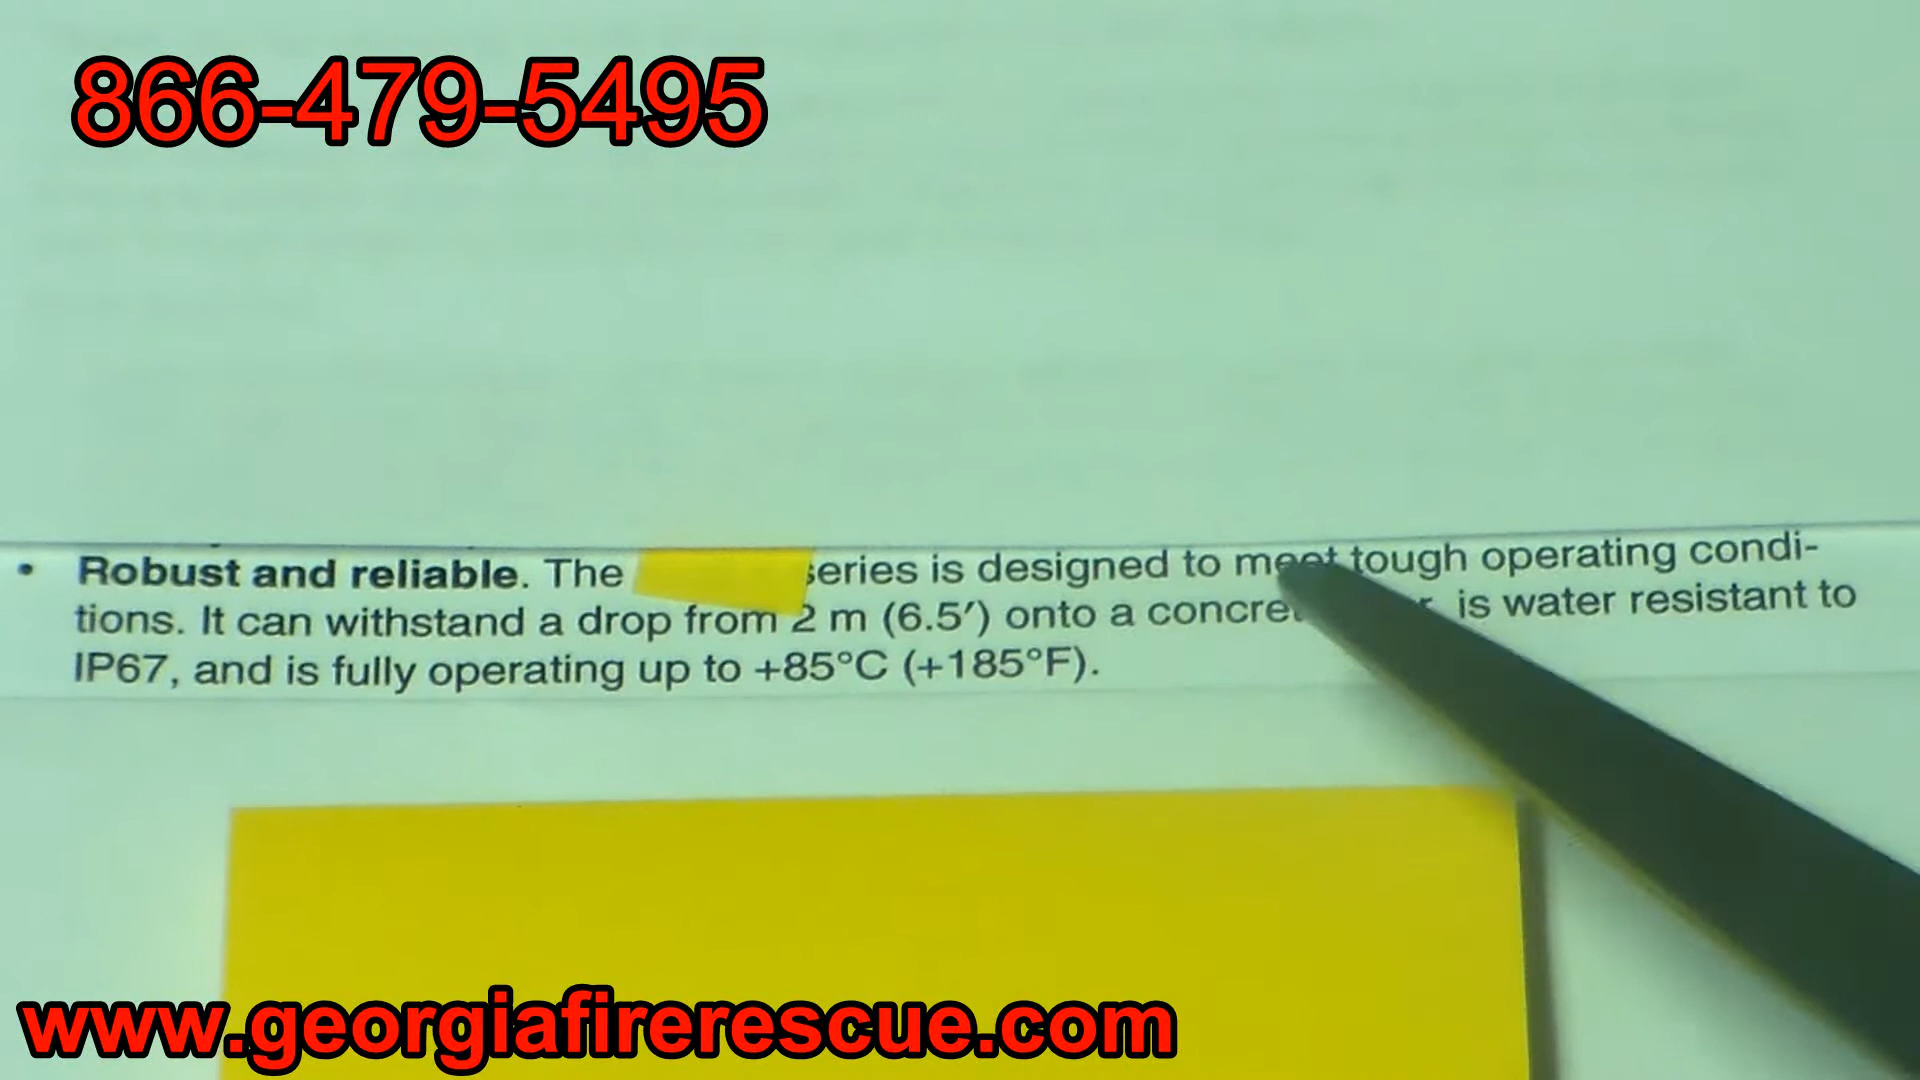 866-479-5495
• Robust and reliable. The series is designed to meet tough operating condi-
tions. It can withstand a drop from 2 m (6.5′) onto a is water resistant to
IP67, and is fully operating up to +85°C (+185°F).
www.georgiafirerescue.com